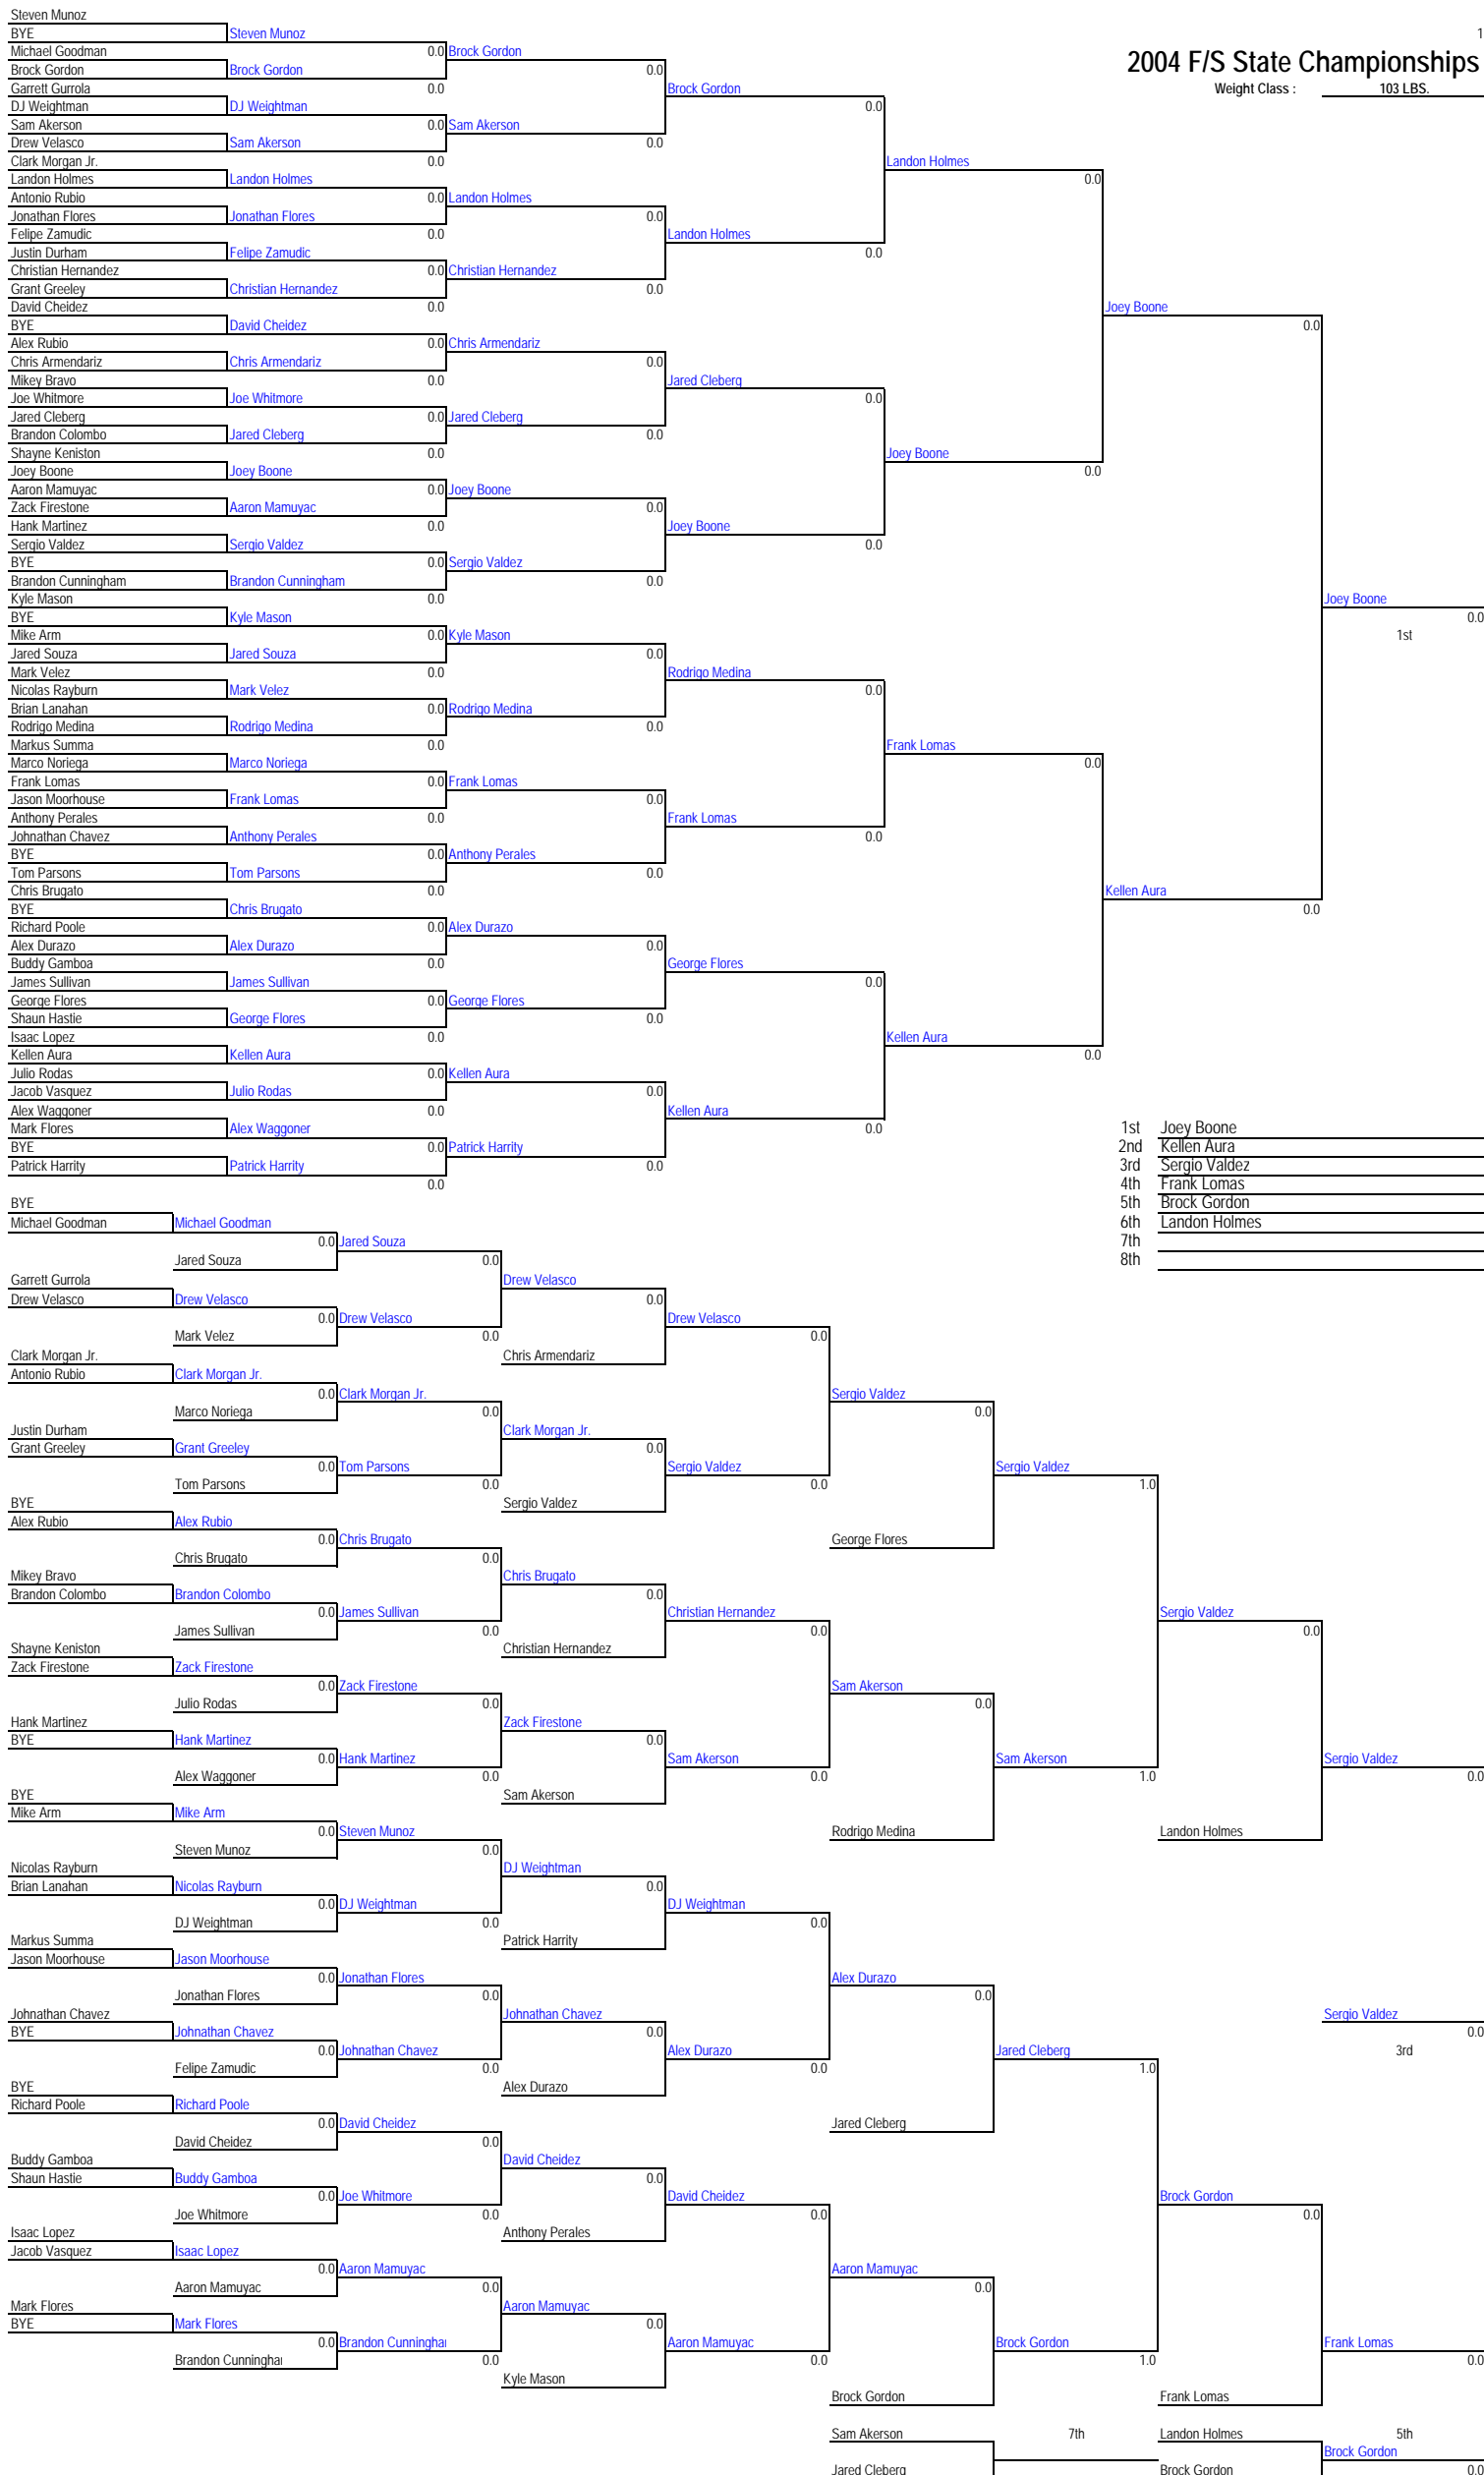 Steven Munoz
BYE Steven Munoz 1
Michael Goodman 0.0 Brock Gordon
2004 F/S State Championships
Brock Gordon Brock Gordon 0.0
Garrett Gurrola 0.0 Brock Gordon Weight Class : 103 LBS.
DJ Weightman DJ Weightman 0.0
Sam Akerson 0.0 Sam Akerson
Drew Velasco Sam Akerson 0.0
Clark Morgan Jr. 0.0 Landon Holmes
Landon Holmes Landon Holmes 0.0
Antonio Rubio 0.0 Landon Holmes
Jonathan Flores Jonathan Flores 0.0
Felipe Zamudic 0.0 Landon Holmes
Justin Durham Felipe Zamudic 0.0
Christian Hernandez 0.0 Christian Hernandez
Grant Greeley Christian Hernandez 0.0
David Cheidez 0.0 Joey Boone
BYE David Cheidez 0.0
Alex Rubio 0.0 Chris Armendariz
Chris Armendariz Chris Armendariz 0.0
Mikey Bravo 0.0 Jared Cleberg
Joe Whitmore Joe Whitmore 0.0
Jared Cleberg 0.0 Jared Cleberg
Brandon Colombo Jared Cleberg 0.0
Shayne Keniston 0.0 Joey Boone
Joey Boone Joey Boone 0.0
Aaron Mamuyac 0.0 Joey Boone
Zack Firestone Aaron Mamuyac 0.0
Hank Martinez 0.0 Joey Boone
Sergio Valdez Sergio Valdez 0.0
BYE 0.0 Sergio Valdez
Brandon Cunningham Brandon Cunningham 0.0
Kyle Mason 0.0 Joey Boone
BYE Kyle Mason 0.0
Mike Arm 0.0 Kyle Mason 1st
Jared Souza Jared Souza 0.0
Mark Velez 0.0 Rodrigo Medina
Nicolas Rayburn Mark Velez 0.0
Brian Lanahan 0.0 Rodrigo Medina
Rodrigo Medina Rodrigo Medina 0.0
Markus Summa 0.0 Frank Lomas
Marco Noriega Marco Noriega 0.0
Frank Lomas 0.0 Frank Lomas
Jason Moorhouse Frank Lomas 0.0
Anthony Perales 0.0 Frank Lomas
Johnathan Chavez Anthony Perales 0.0
BYE 0.0 Anthony Perales
Tom Parsons Tom Parsons 0.0
Chris Brugato 0.0 Kellen Aura
BYE Chris Brugato 0.0
Richard Poole 0.0 Alex Durazo
Alex Durazo Alex Durazo 0.0
Buddy Gamboa 0.0 George Flores
James Sullivan James Sullivan 0.0
George Flores 0.0 George Flores
Shaun Hastie George Flores 0.0
Isaac Lopez 0.0 Kellen Aura
Kellen Aura Kellen Aura 0.0
Julio Rodas 0.0 Kellen Aura
Jacob Vasquez Julio Rodas 0.0
Alex Waggoner 0.0 Kellen Aura
Mark Flores Alex Waggoner 0.0 1st Joey Boone
BYE 0.0 Patrick Harrity 2nd Kellen Aura
Patrick Harrity Patrick Harrity 0.0 3rd Sergio Valdez
0.0 4th Frank Lomas
BYE 5th Brock Gordon
Michael Goodman Michael Goodman 6th Landon Holmes
0.0 Jared Souza 7th
Jared Souza 0.0 8th
Garrett Gurrola Drew Velasco
Drew Velasco Drew Velasco 0.0
0.0 Drew Velasco Drew Velasco
Mark Velez 0.0 0.0
Clark Morgan Jr. Chris Armendariz
Antonio Rubio Clark Morgan Jr.
0.0 Clark Morgan Jr. Sergio Valdez
Marco Noriega 0.0 0.0
Justin Durham Clark Morgan Jr.
Grant Greeley Grant Greeley 0.0
0.0 Tom Parsons Sergio Valdez Sergio Valdez
Tom Parsons 0.0 0.0 1.0
BYE Sergio Valdez
Alex Rubio Alex Rubio
0.0 Chris Brugato George Flores
Chris Brugato 0.0
Mikey Bravo Chris Brugato
Brandon Colombo Brandon Colombo 0.0
0.0 James Sullivan Christian Hernandez Sergio Valdez
James Sullivan 0.0 0.0 0.0
Shayne Keniston Christian Hernandez
Zack Firestone Zack Firestone
0.0 Zack Firestone Sam Akerson
Julio Rodas 0.0 0.0
Hank Martinez Zack Firestone
BYE Hank Martinez 0.0
0.0 Hank Martinez Sam Akerson Sam Akerson Sergio Valdez
Alex Waggoner 0.0 0.0 1.0 0.0
BYE Sam Akerson
Mike Arm Mike Arm
0.0 Steven Munoz Rodrigo Medina Landon Holmes
Steven Munoz 0.0
Nicolas Rayburn DJ Weightman
Brian Lanahan Nicolas Rayburn 0.0
0.0 DJ Weightman DJ Weightman
DJ Weightman 0.0 0.0
Markus Summa Patrick Harrity
Jason Moorhouse Jason Moorhouse
0.0 Jonathan Flores Alex Durazo
Jonathan Flores 0.0 0.0
Johnathan Chavez Johnathan Chavez Sergio Valdez
BYE Johnathan Chavez 0.0 0.0
0.0 Johnathan Chavez Alex Durazo Jared Cleberg 3rd
Felipe Zamudic 0.0 0.0 1.0
BYE Alex Durazo
Richard Poole Richard Poole
0.0 David Cheidez Jared Cleberg
David Cheidez 0.0
Buddy Gamboa David Cheidez
Shaun Hastie Buddy Gamboa 0.0
0.0 Joe Whitmore David Cheidez Brock Gordon
Joe Whitmore 0.0 0.0 0.0
Isaac Lopez Anthony Perales
Jacob Vasquez Isaac Lopez
0.0 Aaron Mamuyac Aaron Mamuyac
Aaron Mamuyac 0.0 0.0
Mark Flores Aaron Mamuyac
BYE Mark Flores 0.0
0.0 Brandon Cunningha Aaron Mamuyac Brock Gordon Frank Lomas
Brandon Cunningha 0.0 0.0 1.0 0.0
Kyle Mason
Brock Gordon Frank Lomas
Sam Akerson 7th Landon Holmes 5th
Brock Gordon
Jared Cleberg Brock Gordon 0.0